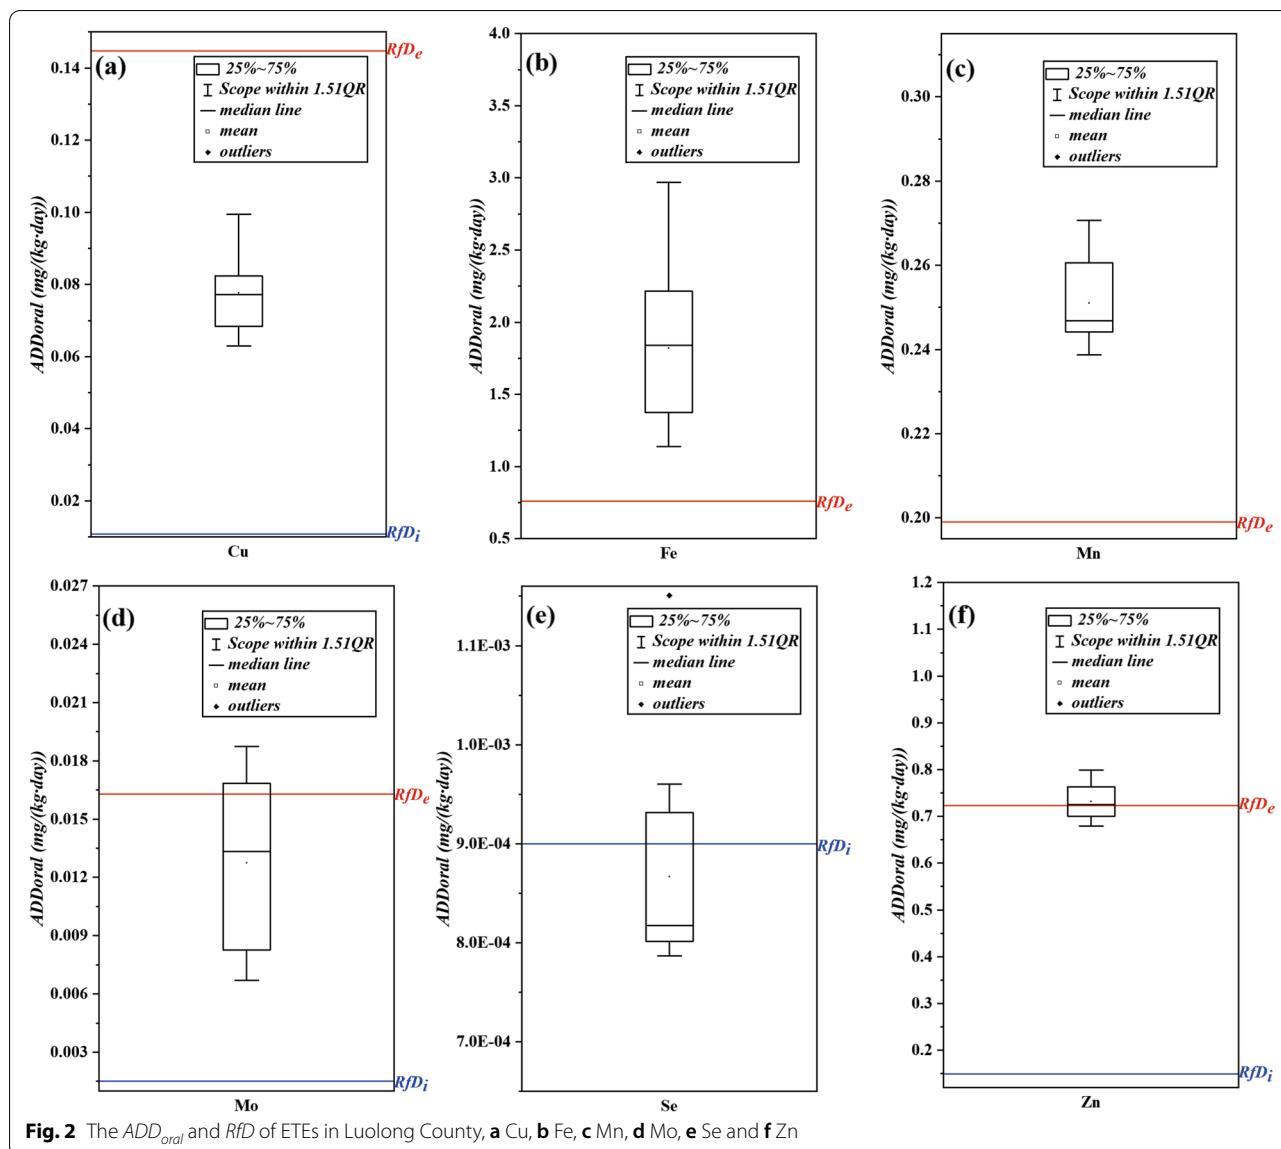 (a)
RfDe
25%~75%
Scope within 1.51QR
median line
mean
outliers
ADDoral (mg/(kg·day))
0.14
0.12
0.10
0.08
0.06
0.04
0.02
RfDi
Cu
(b)
25%~75%
Scope within 1.51QR
median line
mean
outliers
ADDoral (mg/(kg·day))
4.0
3.5
3.0
2.5
2.0
1.5
1.0
0.5
RfDe
Fe
(c)
25%~75%
Scope within 1.51QR
median line
mean
outliers
ADDoral (mg/(kg·day))
0.30
0.28
0.26
0.24
0.22
0.20
RfDe
Mn
(d)
25%~75%
Scope within 1.51QR
median line
mean
outliers
ADDoral (mg/(kg·day))
0.027
0.024
0.021
0.018
0.015
0.012
0.009
0.006
0.003
RfDe
RfDi
Mo
(e)
25%~75%
Scope within 1.51QR
median line
mean
outliers
ADDoral (mg/(kg·day))
1.1E-03
1.0E-03
9.0E-04
8.0E-04
7.0E-04
RfDi
Se
(f)
25%~75%
Scope within 1.51QR
median line
mean
outliers
ADDoral (mg/(kg·day))
1.2
1.1
1.0
0.9
0.8
0.7
0.6
0.5
0.4
0.3
0.2
RfDe
RfDi
Zn
Fig. 2 The ADDoral and RfD of ETEs in Luolong County, a Cu, b Fe, c Mn, d Mo, e Se and f Zn